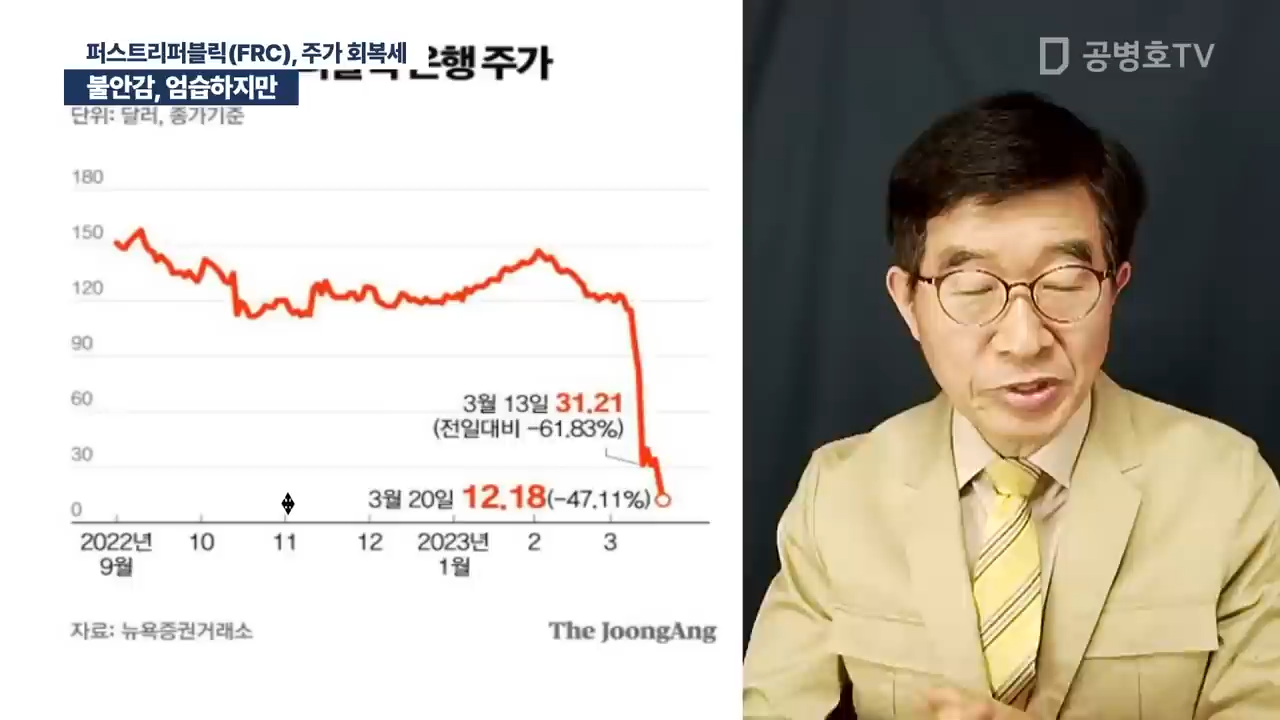 퍼스트리퍼블릭(FRC), 주가 회복세
은행 주가
불안감, 엄습하지만
단위: 달러, 종가기준
공병호TV
180
150
120
90
60
30
0
3월 13일 31.21
(전일대비 -61.83%)
3월 20일 12.18(-47.11%)
2022년 10 11 12 2023년 2 3
9월 1월
자료: 뉴욕증권거래소
The JoongAng